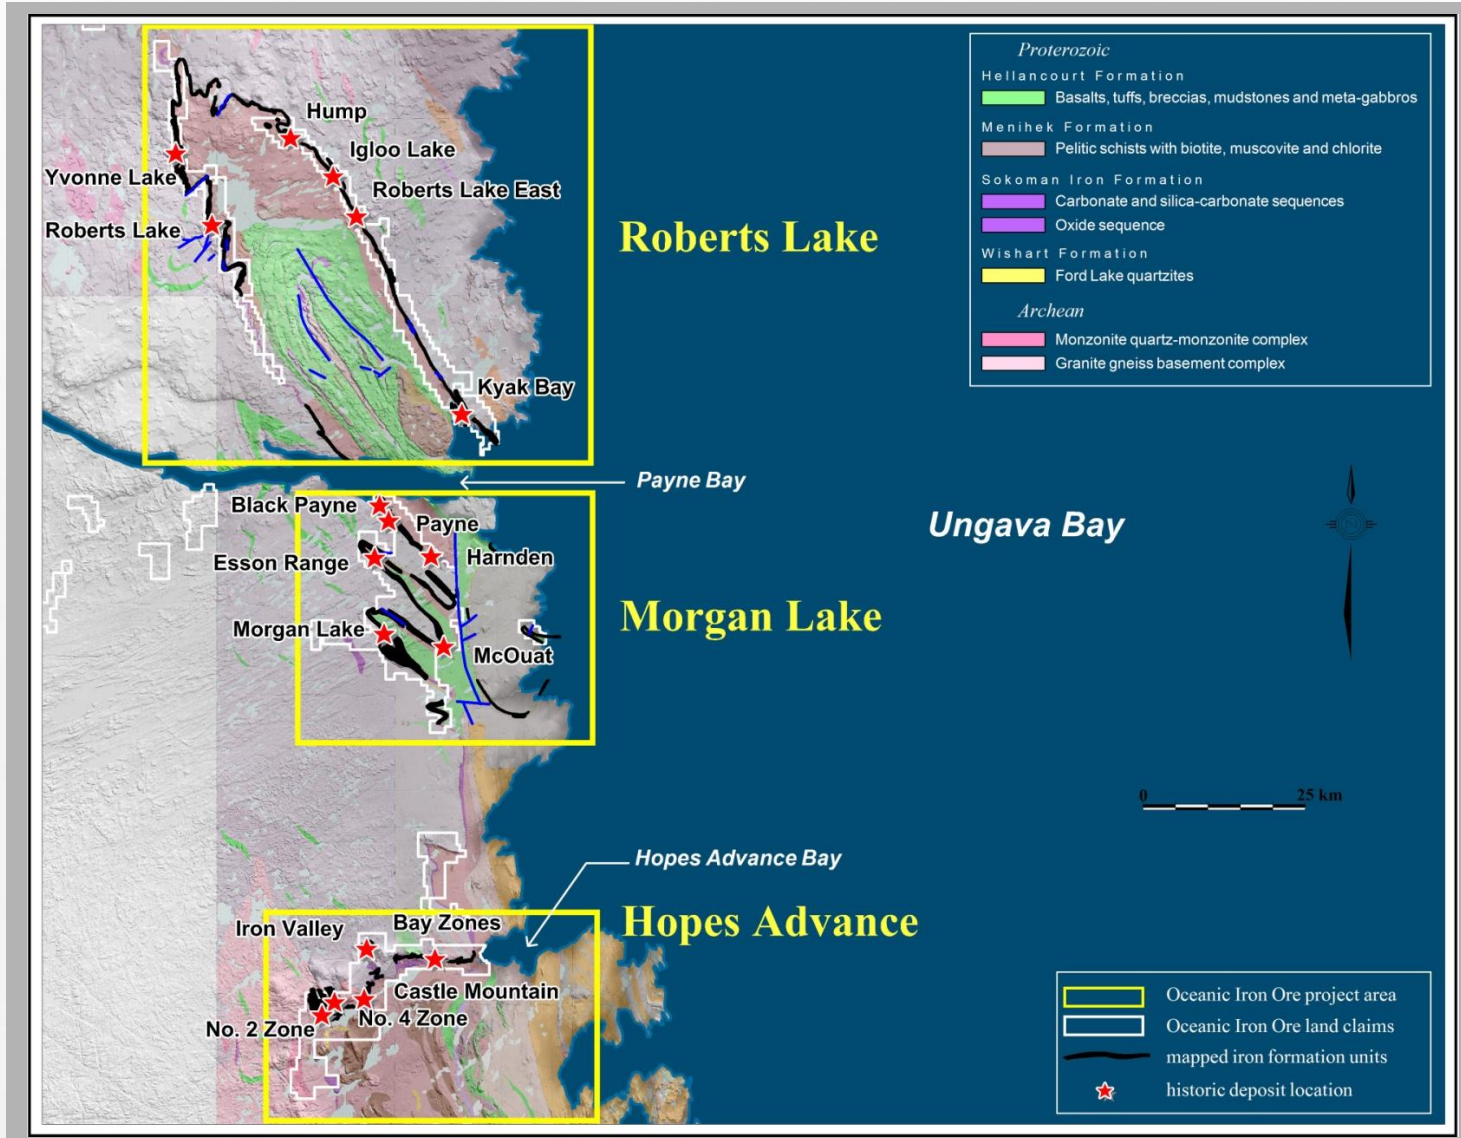 Proterozoic
Hellancourt Formation
Basalts, tuffs, breccias, mudstones and meta-gabbros
Menihek Formation
Pelitic schists with biotite, muscovite and chlorite
Sokoman Iron Formation
Carbonate and silica-carbonate sequences
Oxide sequence
Wishart Formation
Ford Lake quartzites
Archean
Monzonite quartz-monzonite complex
Granite gneiss basement complex
Hump
Igloo Lake
Yvonne Lake
Roberts Lake East
Roberts Lake
Roberts Lake
Kyak Bay
Payne Bay
Black Payne
Payne
Ungava Bay
N
Esson Range
Harnden
Morgan Lake
Morgan Lake
McOuat
0 25 km
Hopes Advance Bay
Hopes Advance
Iron Valley
Bay Zones
Castle Mountain
No. 2 Zone
No. 4 Zone
Oceanic Iron Ore project area
Oceanic Iron Ore land claims
mapped iron formation units
historic deposit location